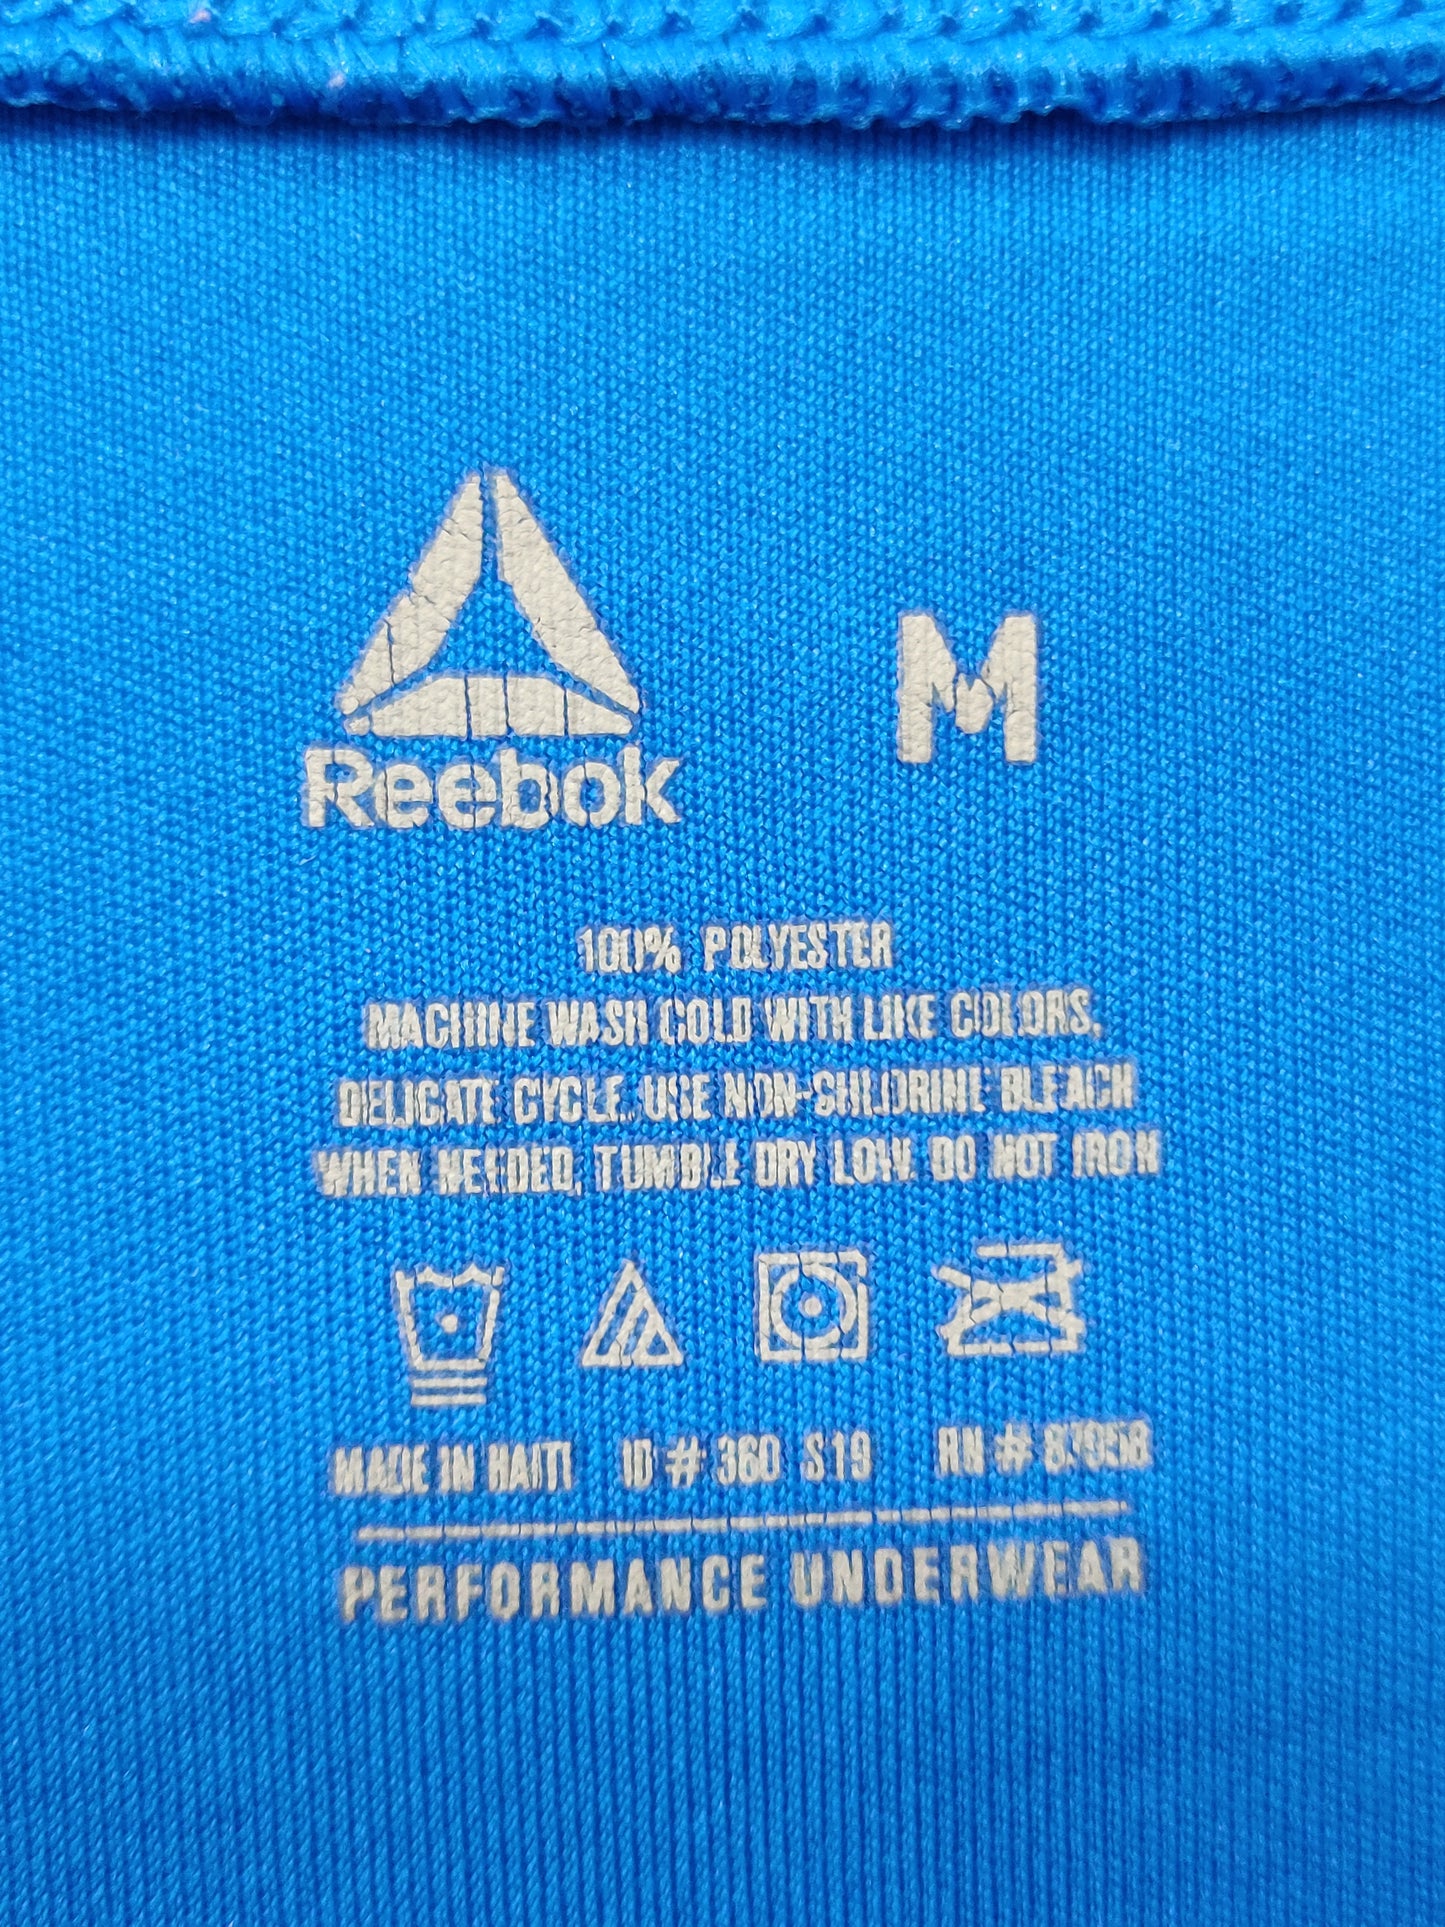 Reebok M
100% POLYESTER
MACHINE WASH COLD WITH LIKE COLORS,
DELICATE CYCLE. USE NON-CHLORINE BLEACH
WHEN NEEDED, TUMBLE DRY LOW. DO NOT IRON
MADE IN HAITI ID # 360 S19 RN #
PERFORMANCE UNDERWEAR